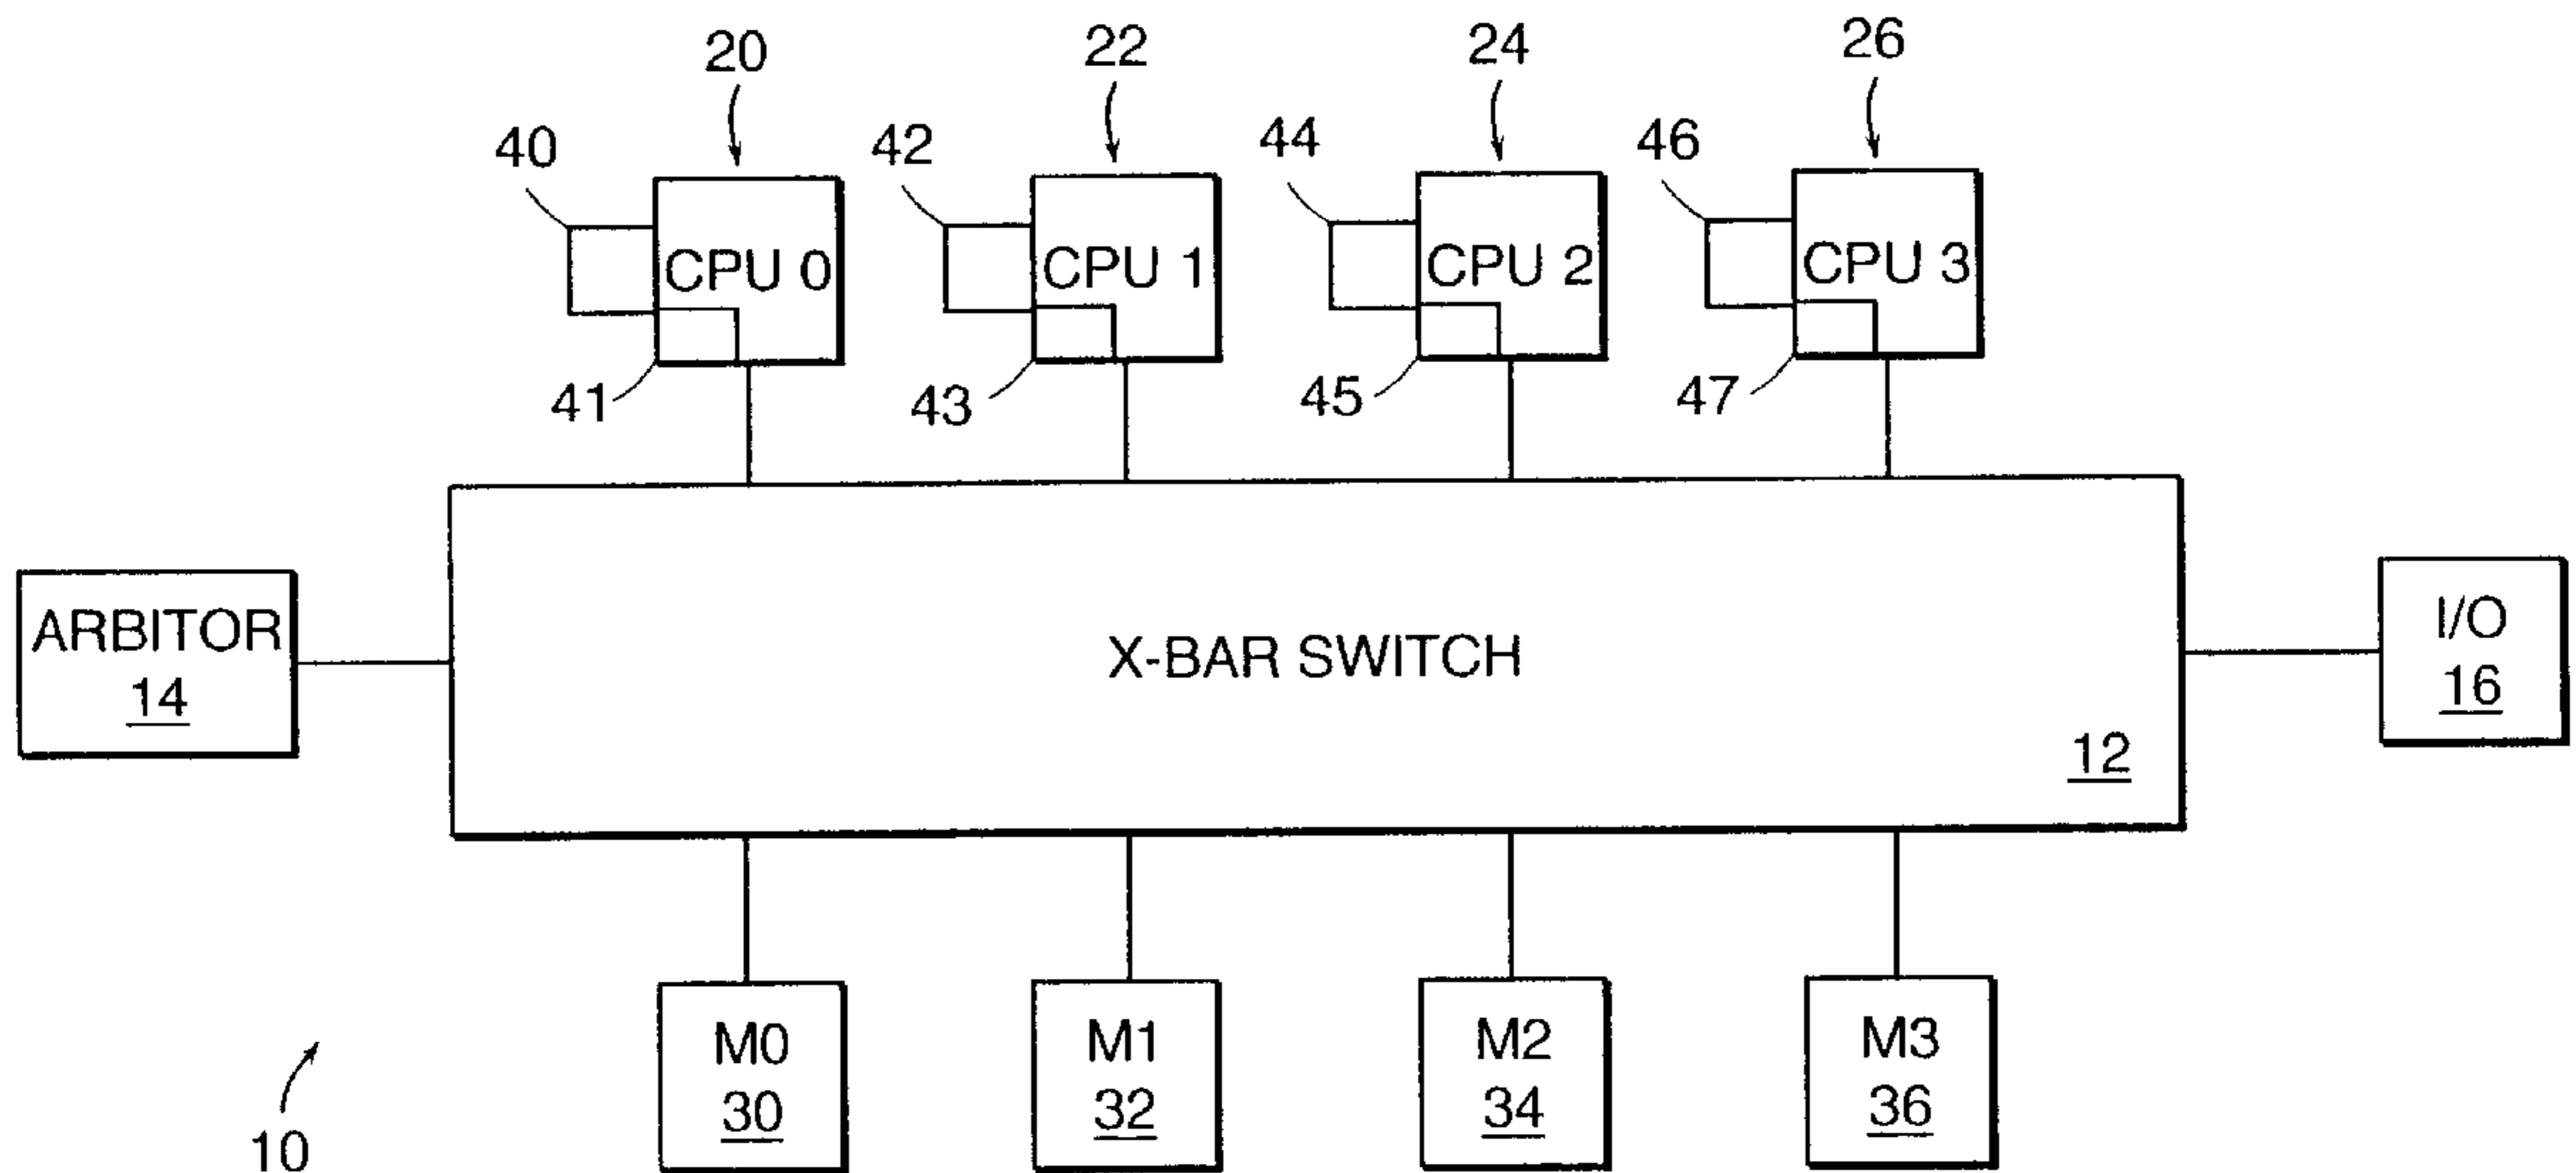 20 22 24 26
40 42 44 46
CPU 0 CPU 1 CPU 2 CPU 3
41 43 45 47
ARBITOR
14
X-BAR SWITCH
12
I/O
16
M0 M1 M2 M3
30 32 34 36
10